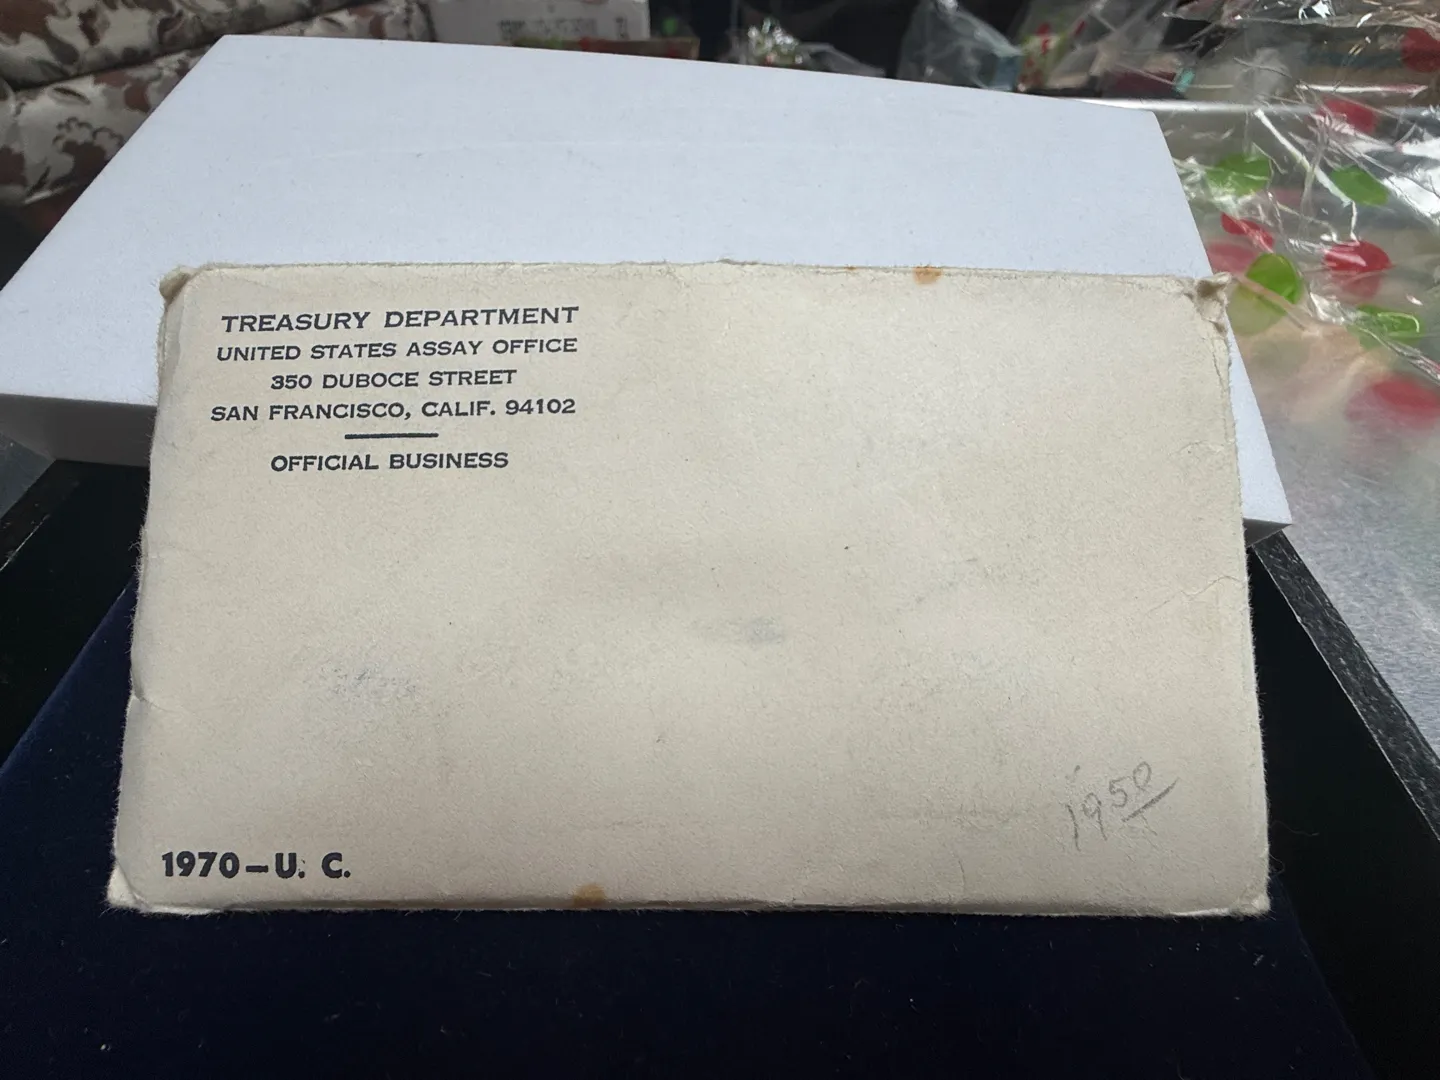 TREASURY DEPARTMENT
UNITED STATES ASSAY OFFICE
350 DUBOCE STREET
SAN FRANCISCO, CALIF. 94102
OFFICIAL BUSINESS
1950
1970–U. C.